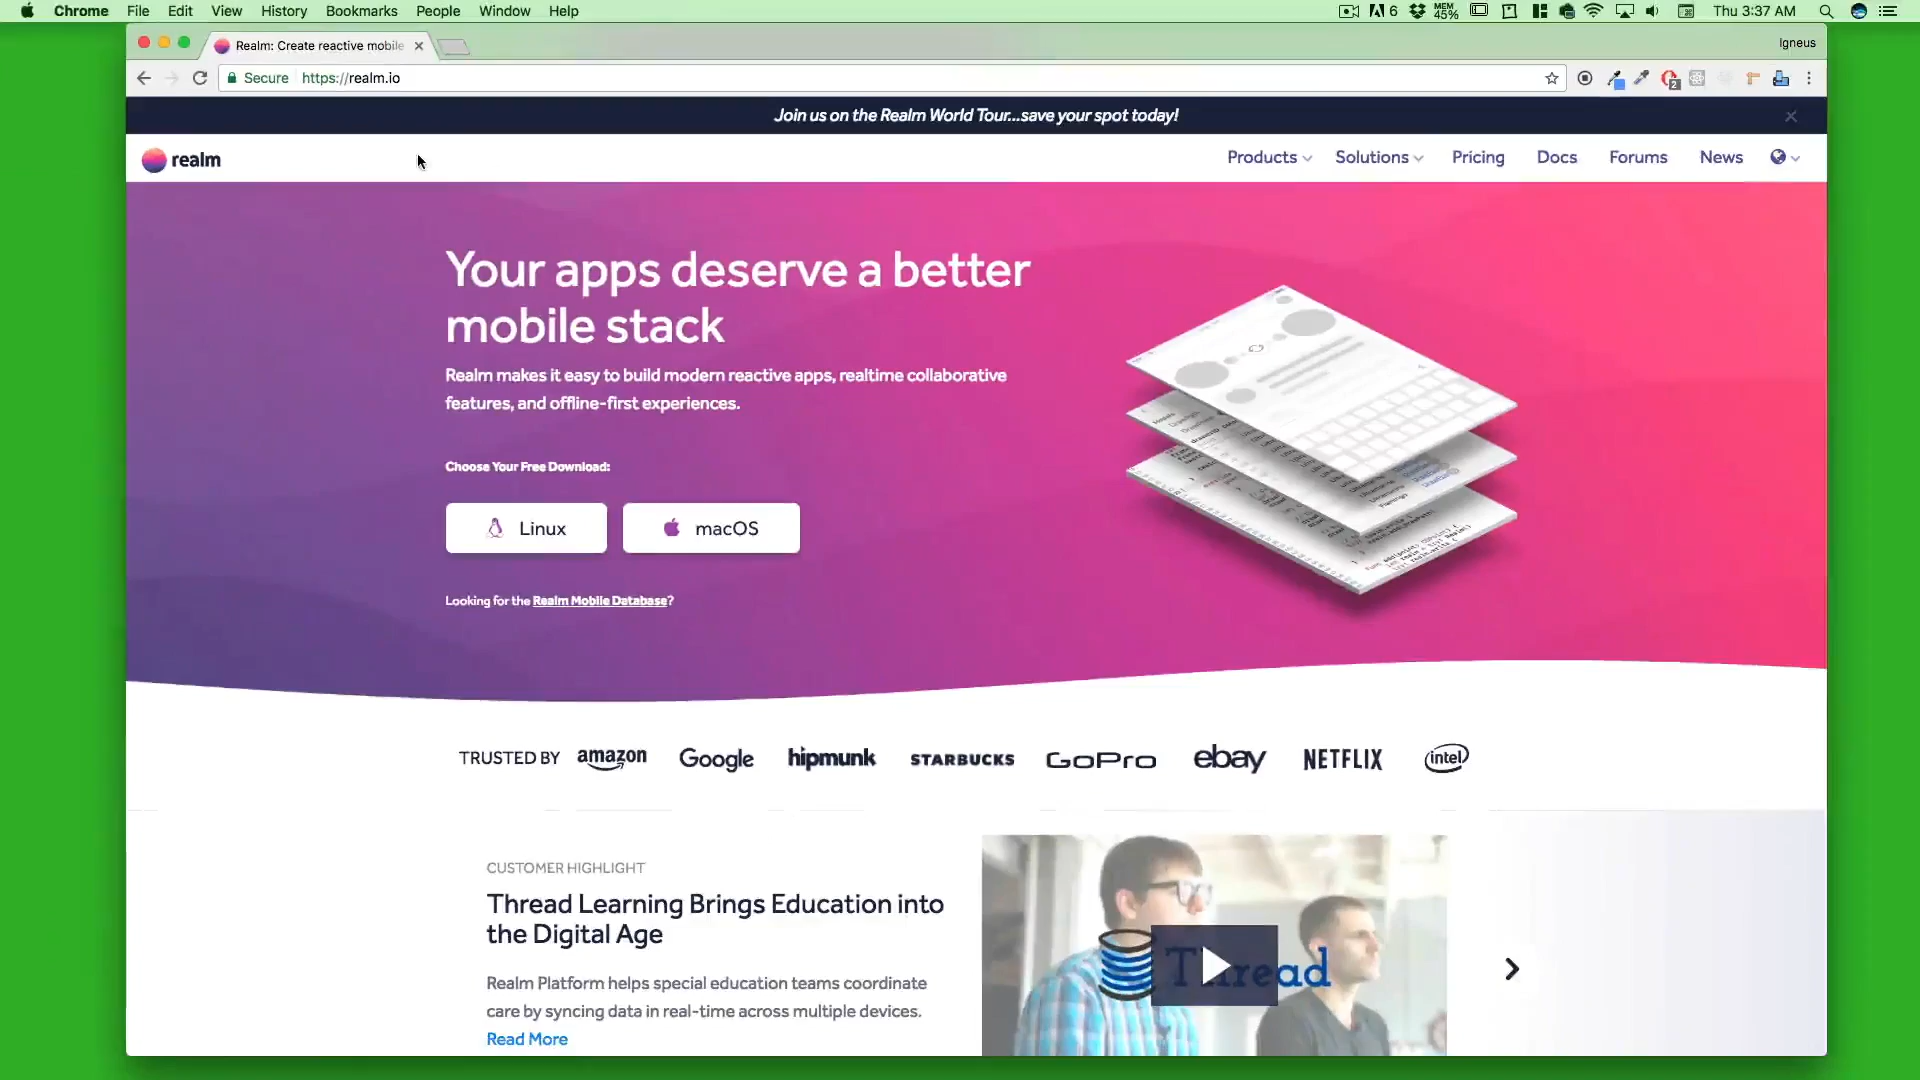 Chrome File Edit View History Bookmarks People Window Help
6 MEM 45% Thu 3:37 AM
Realm: Create reactive mobile
Igneus
Secure https://realm.io
2
Join us on the Realm World Tour...save your spot today!
realm
Products Solutions Pricing Docs Forums News
Your apps deserve a better
mobile stack
Realm makes it easy to build modern reactive apps, realtime collaborative
features, and offline-first experiences.
Choose Your Free Download:
Linux macOS
Looking for the Realm Mobile Database?
TRUSTED BY amazon Google hipmunk STARBUCKS GoPro ebay NETFLIX intel
CUSTOMER HIGHLIGHT
Thread Learning Brings Education into
the Digital Age
Thread
Realm Platform helps special education teams coordinate
care by syncing data in real-time across multiple devices.
Read More